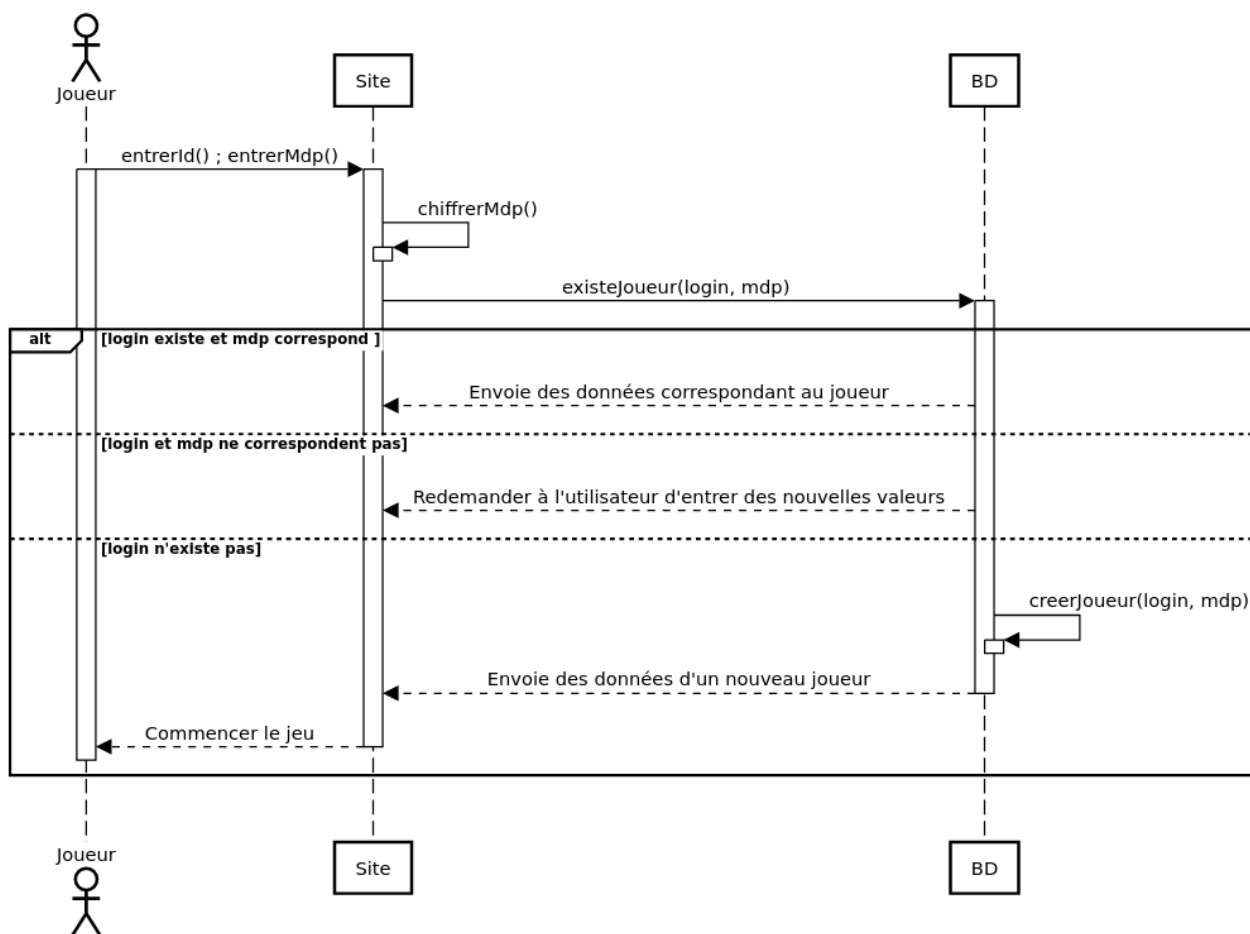 Joueur
Site
BD
entrerId() ; entrerMdp()
chiffrerMdp()
existeJoueur(login, mdp)
alt
[login existe et mdp correspond ]
Envoie des données correspondant au joueur
[login et mdp ne correspondent pas]
Redemander à l'utilisateur d'entrer des nouvelles valeurs
[login n'existe pas]
creerJoueur(login, mdp)
Envoie des données d'un nouveau joueur
Commencer le jeu
Joueur
Site
BD